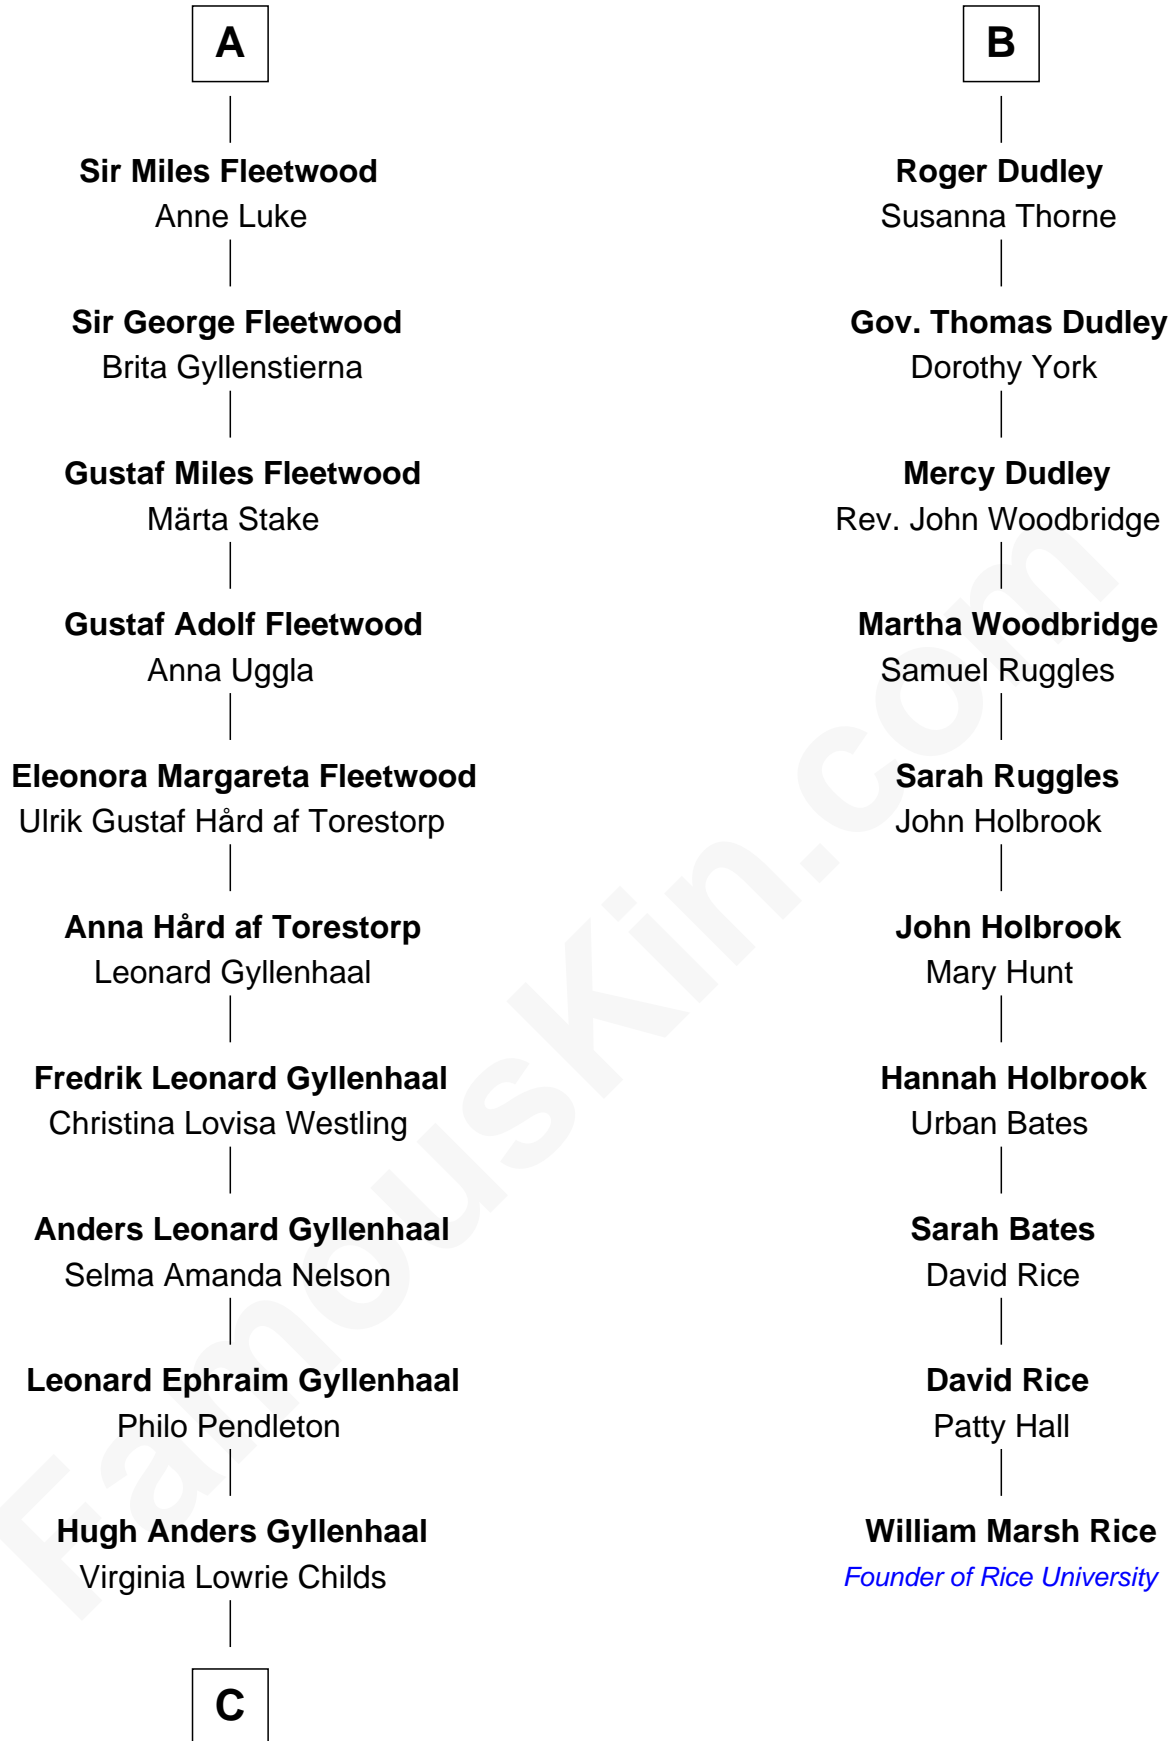 A
Sir Miles Fleetwood
Anne Luke
Sir George Fleetwood
Brita Gyllenstierna
Gustaf Miles Fleetwood
Märta Stake
Gustaf Adolf Fleetwood
Anna Uggla
Eleonora Margareta Fleetwood
Ulrik Gustaf Hård af Torestorp
Anna Hård af Torestorp
Leonard Gyllenhaal
Fredrik Leonard Gyllenhaal
Christina Lovisa Westling
Anders Leonard Gyllenhaal
Selma Amanda Nelson
Leonard Ephraim Gyllenhaal
Philo Pendleton
Hugh Anders Gyllenhaal
Virginia Lowrie Childs
C
B
Roger Dudley
Susanna Thorne
Gov. Thomas Dudley
Dorothy York
Mercy Dudley
Rev. John Woodbridge
Martha Woodbridge
Samuel Ruggles
Sarah Ruggles
John Holbrook
John Holbrook
Mary Hunt
Hannah Holbrook
Urban Bates
Sarah Bates
David Rice
David Rice
Patty Hall
William Marsh Rice
Founder of Rice University
FamousKin.com